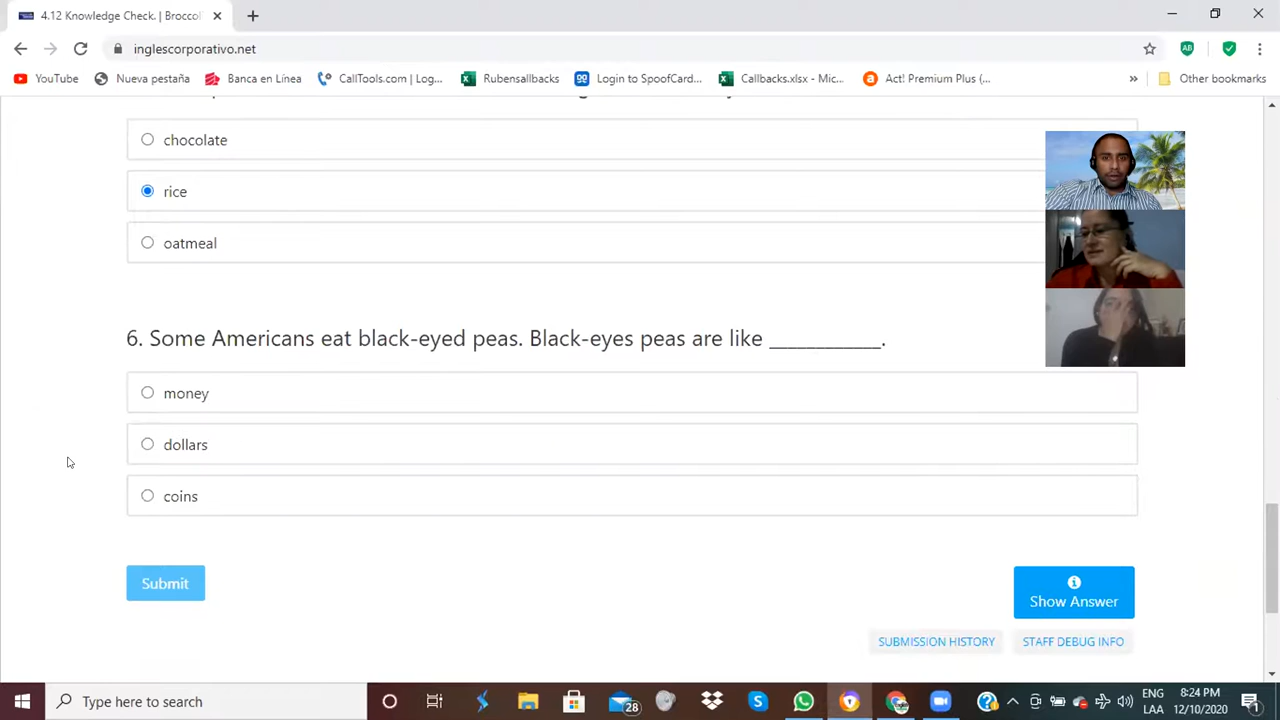 4.12 Knowledge Check. | Broccol
inglescorporativo.net
YouTube Nueva pestaña Banca en Línea CallTools.com | Log... Rubensallbacks Login to SpoofCard... Callbacks.xlsx - Mic... Act! Premium Plus (... » Other bookmarks
chocolate
rice
oatmeal
6. Some Americans eat black-eyed peas. Black-eyes peas are like ____________.
money
dollars
coins
Submit
Show Answer
SUBMISSION HISTORY STAFF DEBUG INFO
Type here to search 28 ENG 8:24 PM
LAA 12/10/2020 1